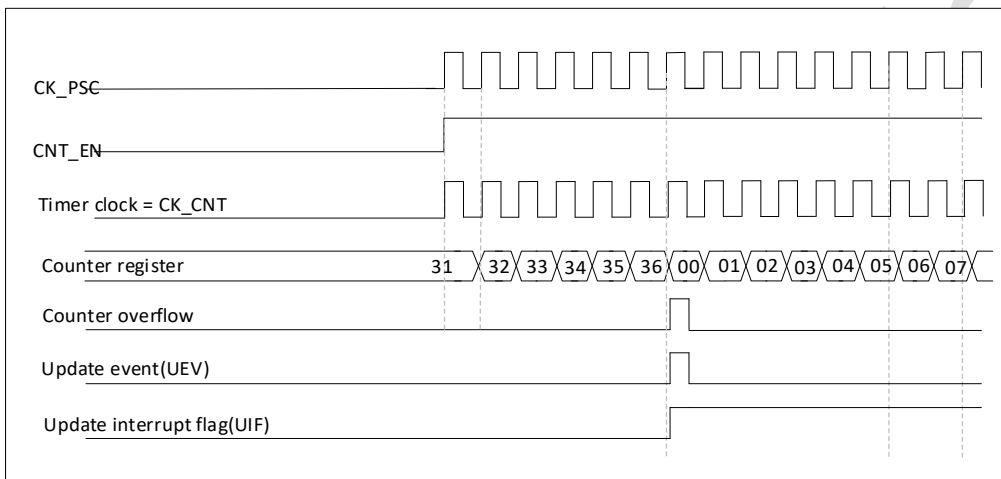 CK_PSC
CNT_EN
Timer clock = CK_CNT
Counter register 31 32 33 34 35 36 00 01 02 03 04 05 06 07
Counter overflow
Update event(UEV)
Update interrupt flag(UIF)